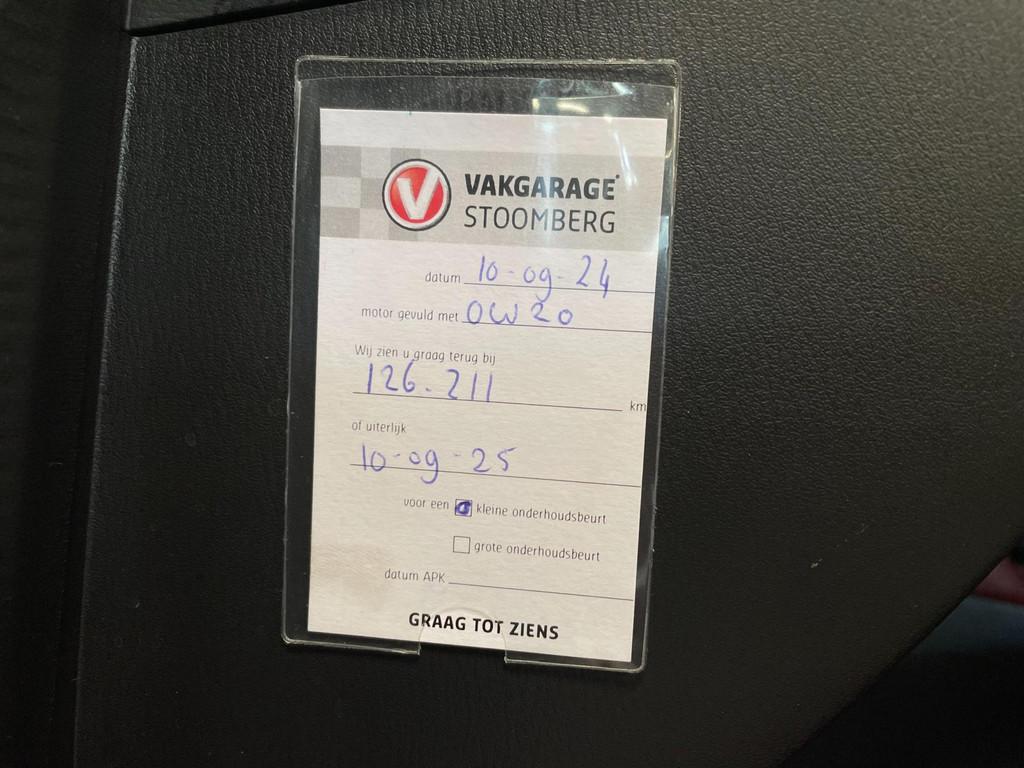 V VAKGARAGE
STOOMBERG
datum 10-09-24
motor gevuld met 0W20
Wij zien u graag terug bij
126.211 km
of uiterlijk
10-09-25
voor een kleine onderhoudsbeurt
grote onderhoudsbeurt
datum APK
GRAAG TOT ZIENS